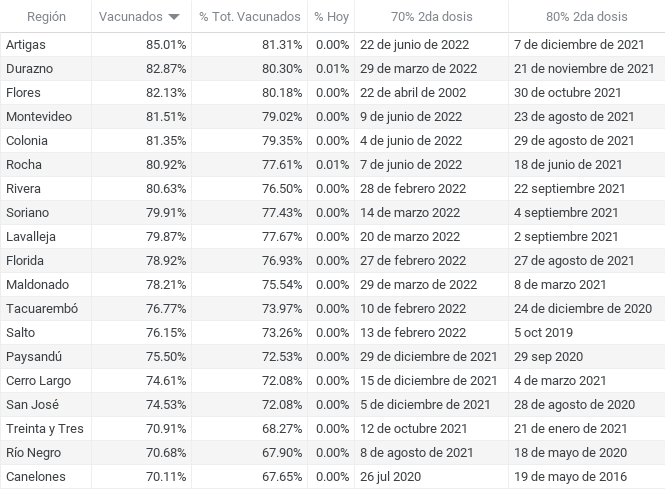 Región Vacunados % Tot. Vacunados % Hoy 70% 2da dosis 80% 2da dosis
Artigas 85.01% 81.31% 0.00% 22 de junio de 2022 7 de diciembre de 2021
Durazno 82.87% 80.30% 0.01% 29 de marzo de 2022 21 de noviembre de 2021
Flores 82.13% 80.18% 0.00% 22 de abril de 2002 30 de octubre 2021
Montevideo 81.51% 79.02% 0.00% 9 de junio de 2022 23 de agosto de 2021
Colonia 81.35% 79.35% 0.00% 4 de junio de 2022 29 de agosto de 2021
Rocha 80.92% 77.61% 0.01% 7 de junio de 2022 18 de junio de 2021
Rivera 80.63% 76.50% 0.00% 28 de febrero 2022 22 septiembre 2021
Soriano 79.91% 77.43% 0.00% 14 de marzo 2022 4 septiembre 2021
Lavalleja 79.87% 77.67% 0.00% 20 de marzo 2022 2 septiembre 2021
Florida 78.92% 76.93% 0.00% 27 de febrero 2022 27 de agosto de 2021
Maldonado 78.21% 75.54% 0.00% 29 de marzo de 2022 8 de marzo 2021
Tacuarembó 76.77% 73.97% 0.00% 10 de febrero 2022 24 de diciembre de 2020
Salto 76.15% 73.26% 0.00% 13 de febrero 2022 5 oct 2019
Paysandú 75.50% 72.53% 0.00% 29 de diciembre de 2021 29 sep 2020
Cerro Largo 74.61% 72.08% 0.00% 15 de diciembre de 2021 4 de marzo 2021
San José 74.53% 72.08% 0.00% 5 de diciembre de 2021 28 de agosto de 2020
Treinta y Tres 70.91% 68.27% 0.00% 12 de octubre 2021 21 de enero de 2021
Río Negro 70.68% 67.90% 0.00% 8 de agosto de 2021 18 de mayo de 2020
Canelones 70.11% 67.65% 0.00% 26 jul 2020 19 de mayo de 2016